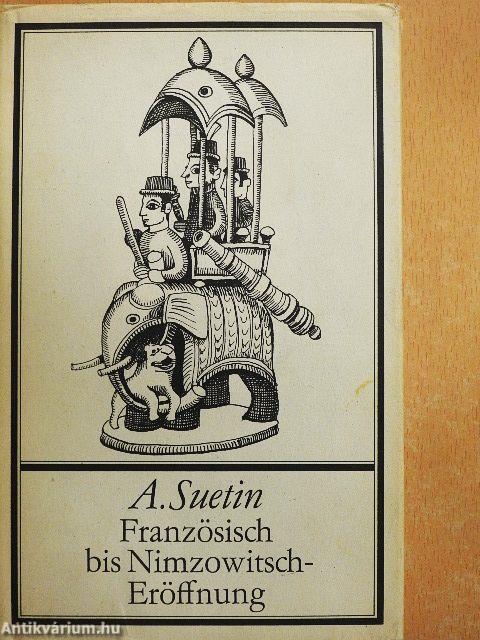 A. Suetin
Französisch
bis Nimzowitsch-
Eröffnung
Antikvárium.hu